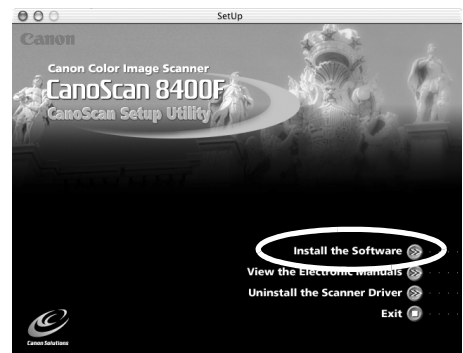 SetUp
Canon
Canon Color Image Scanner
CanoScan 8400F
CanoScan Setup Utility
Install the Software
View the Electronic Manuals
Uninstall the Scanner Driver
Exit
Canon Solutions